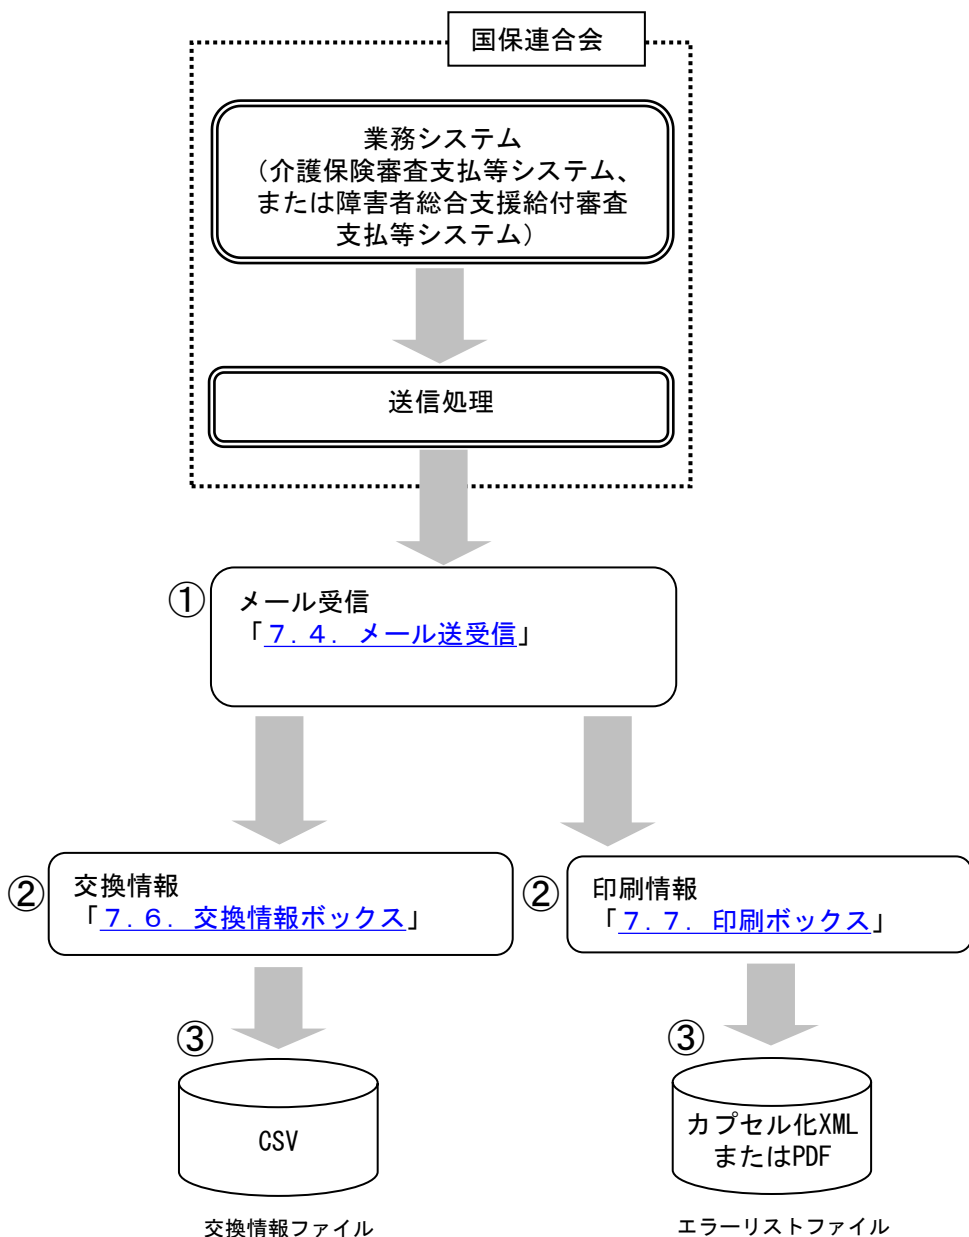 国保連合会
業務システム
(介護保険審査支払等システム、
または障害者総合支援給付審査
支払等システム)
送信処理
①
メール受信
「7.4. メール送受信」
②
交換情報
「7.6. 交換情報ボックス」
②
印刷情報
「7.7. 印刷ボックス」
③
CSV
交換情報ファイル
③
カプセル化XML
またはPDF
エラーリストファイル